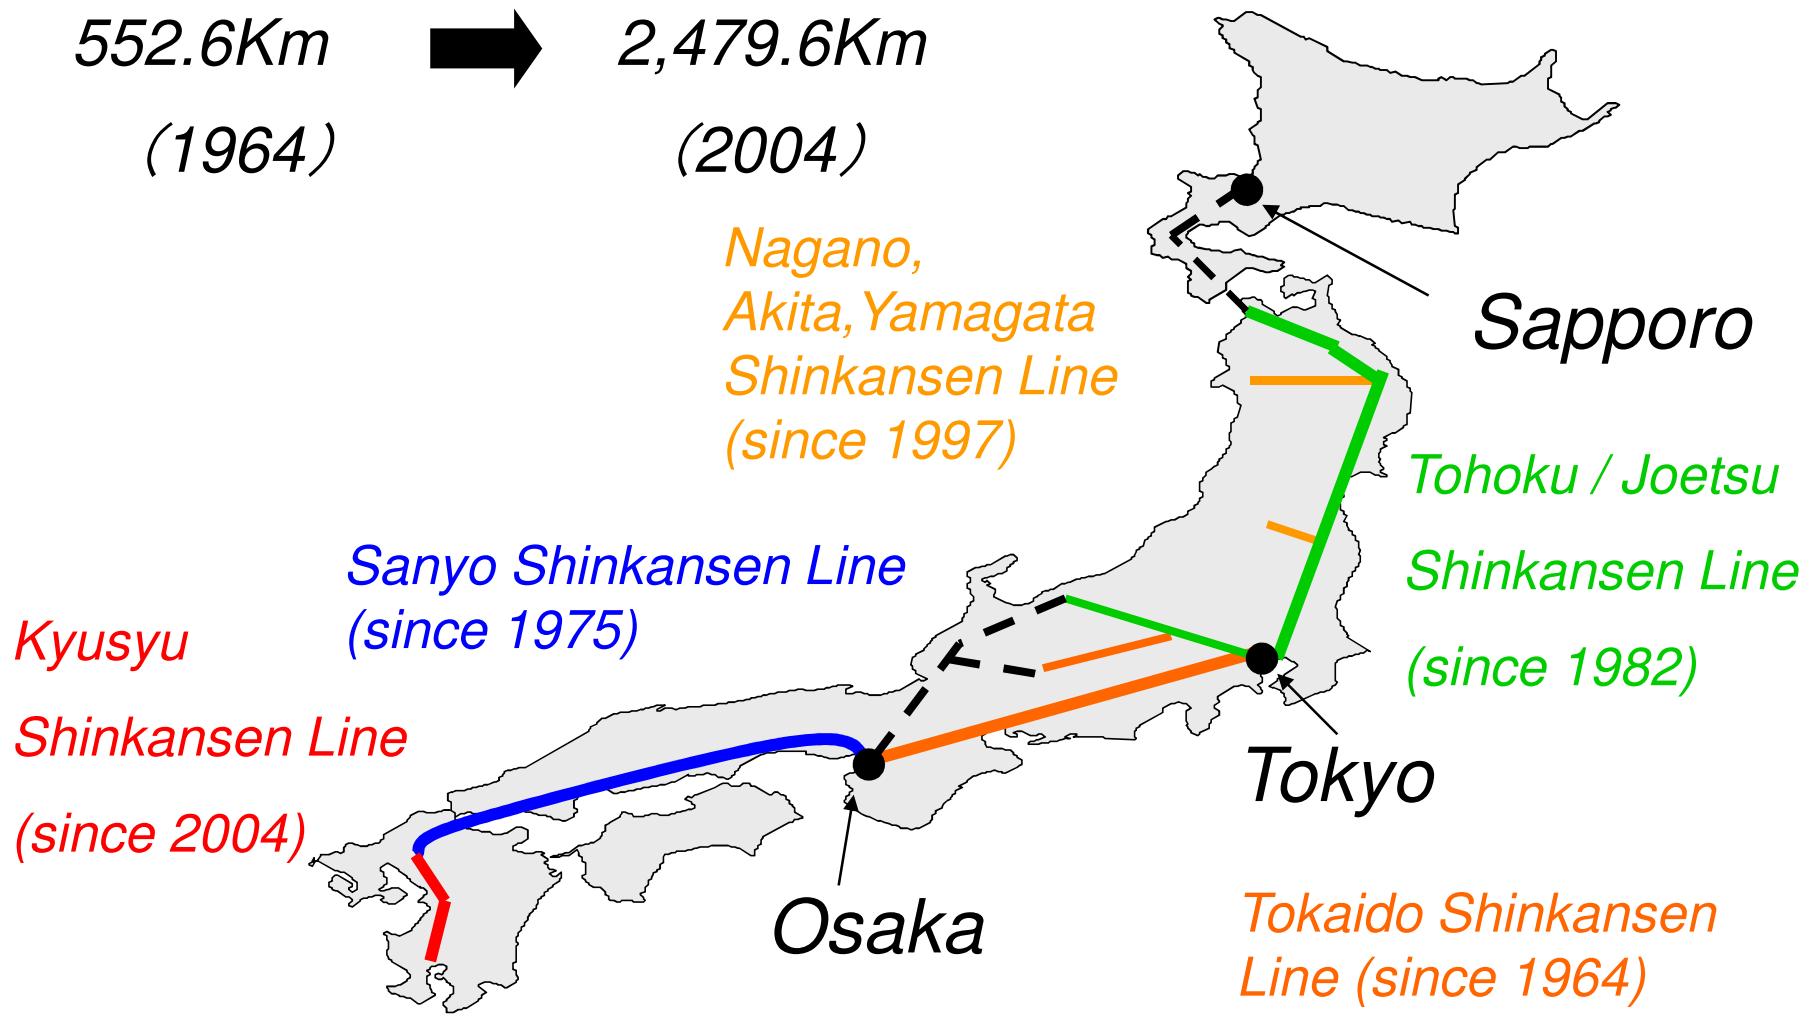 552.6Km
2,479.6Km
（1964）
（2004）
Nagano,
Akita,Yamagata
Shinkansen Line
(since 1997)
Sapporo
Tohoku / Joetsu
Shinkansen Line
(since 1982)
Sanyo Shinkansen Line
(since 1975)
Kyusyu
Shinkansen Line
(since 2004)
Tokyo
Osaka
Tokaido Shinkansen
Line (since 1964)